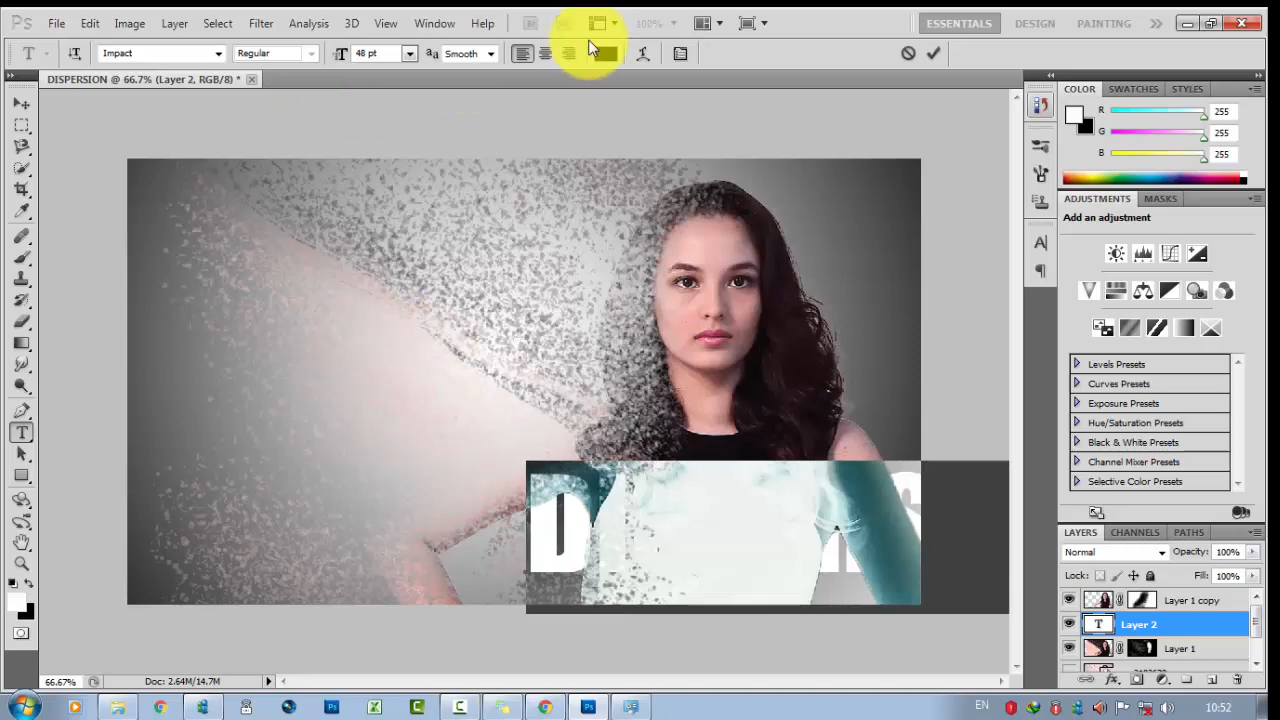 Ps File Edit Image Layer Select Filter Analysis 3D View Window Help 100% ESSENTIALS DESIGN PAINTING
T Impact Regular 48 pt Smooth
DISPERSION @ 66.7% (Layer 2, RGB/8) *
COLOR SWATCHES STYLES
R 255
G 255
B 255
ADJUSTMENTS MASKS
Add an adjustment
Levels Presets
Curves Presets
Exposure Presets
Hue/Saturation Presets
Black & White Presets
Channel Mixer Presets
Selective Color Presets
LAYERS CHANNELS PATHS
Normal Opacity: 100%
Lock: Fill: 100%
Layer 1 copy
T Layer 2
Layer 1
66.67% Doc: 2.64M/14.7M
EN 10:52